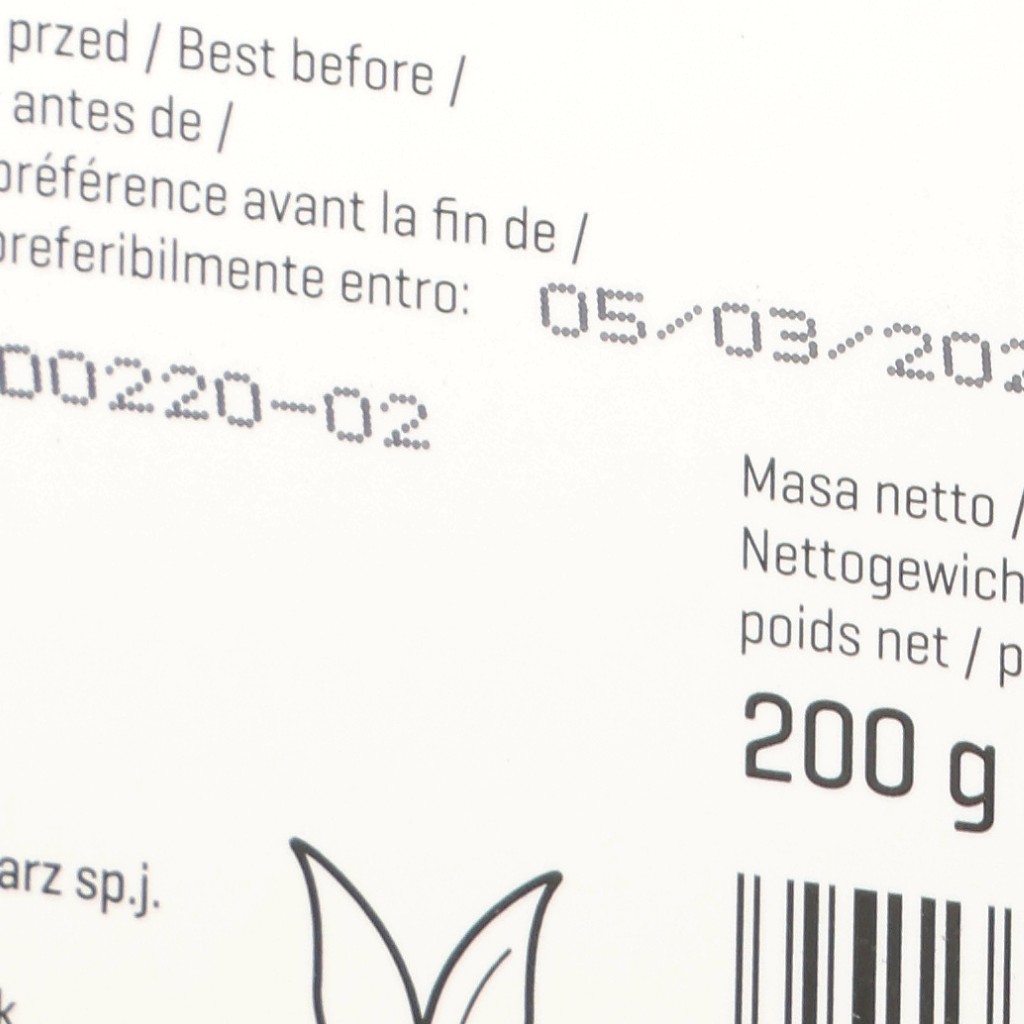 przed / Best before /
antes de /
préférence avant la fin de /
preferibilmente entro: 05/03/202
00220-02
Masa netto /
Nettogewich
poids net / p
200 g
arz sp.j.
k